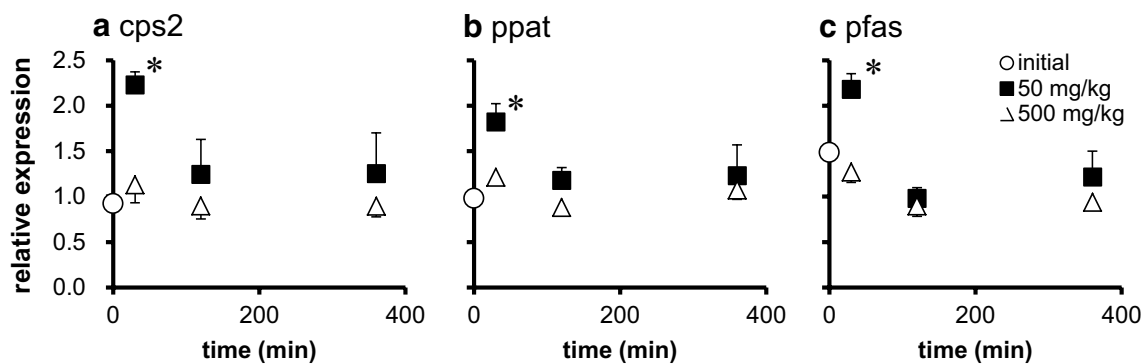 a cps2
b ppat
c pfas
relative expression
2.5
2.0
1.5
1.0
0.5
0.0
*
*
*
initial
50 mg/kg
500 mg/kg
0 200 400
0 200 400
0 200 400
time (min)
time (min)
time (min)